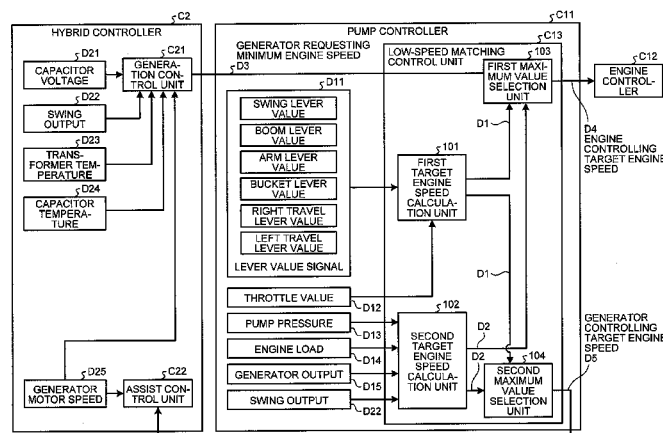 C2
HYBRID CONTROLLER
D21
CAPACITOR
VOLTAGE
D22
SWING
OUTPUT
D23
TRANSFORMER
TEMPERATURE
D24
CAPACITOR
TEMPERA-
TURE
C21
GENERA-
TION CON-
TROL
UNIT
D25
GENERATOR
MOTOR SPEED
C22
ASSIST CON-
TROL UNIT
C11
PUMP CONTROLLER
GENERATOR REQUESTING
MINIMUM ENGINE SPEED
D3
D11
SWING LEVER
VALUE
BOOM LEVER
VALUE
ARM LEVER
VALUE
BUCKET LEVER
VALUE
RIGHT TRAVEL
LEVER VALUE
LEFT TRAVEL
LEVER VALUE
LEVER VALUE SIGNAL
THROTTLE VALUE
D12
PUMP PRESSURE
D13
ENGINE LOAD
D14
GENERATOR OUTPUT
D15
SWING OUTPUT
D22
C13
LOW-SPEED MATCHING
CONTROL UNIT
103
FIRST MAXIMUM
VALUE
SELECTION
UNIT
D1
101
FIRST
TARGET
ENGINE
SPEED
CALCULA-
TION UNIT
D1
102
SECOND
TARGET
ENGINE
SPEED
CALCULA-
TION UNIT
D2
D2
104
SECOND
MAXIMUM
VALUE
SELECTION
UNIT
C12
ENGINE
CONTROL-
LER
D4
ENGINE
CONTROLLING
TARGET ENGINE
SPEED
GENERATOR
CONTROLLING
TARGET ENGINE
SPEED
D5